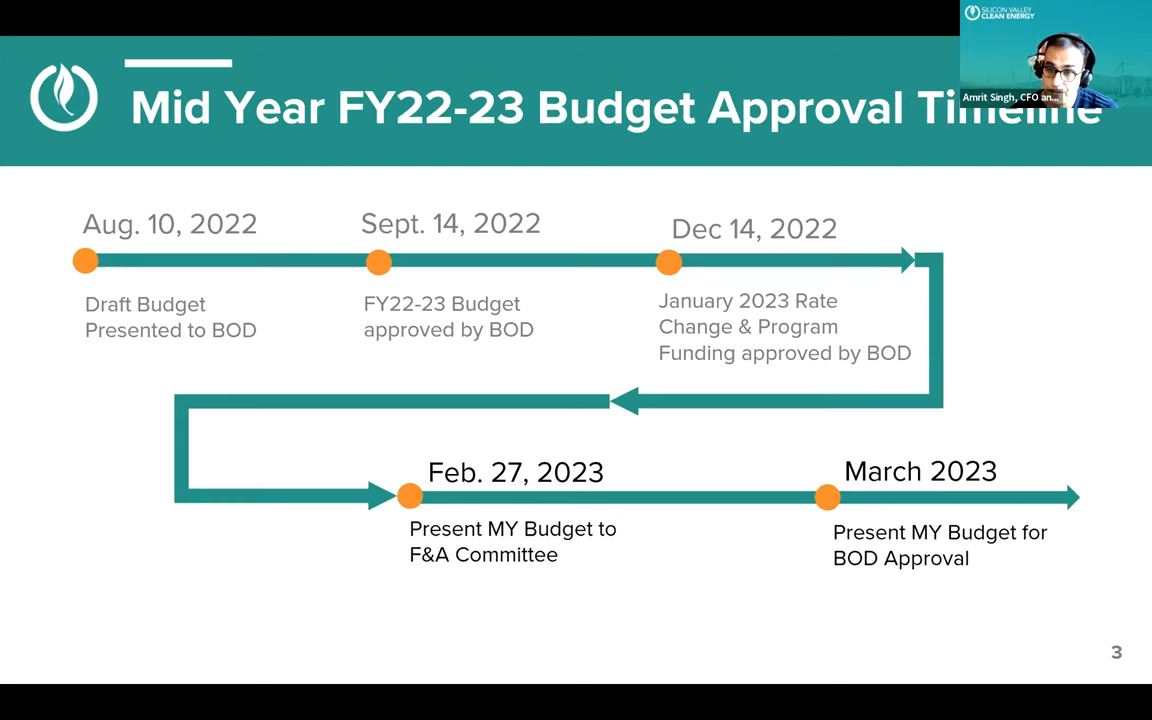 SILICON VALLEY
CLEAN ENERGY
Amrit Singh, CFO an...
Mid Year FY22-23 Budget Approval Timeline
Aug. 10, 2022
Sept. 14, 2022
Dec 14, 2022
Draft Budget
Presented to BOD
FY22-23 Budget
approved by BOD
January 2023 Rate
Change & Program
Funding approved by BOD
Feb. 27, 2023
March 2023
Present MY Budget to
F&A Committee
Present MY Budget for
BOD Approval
3